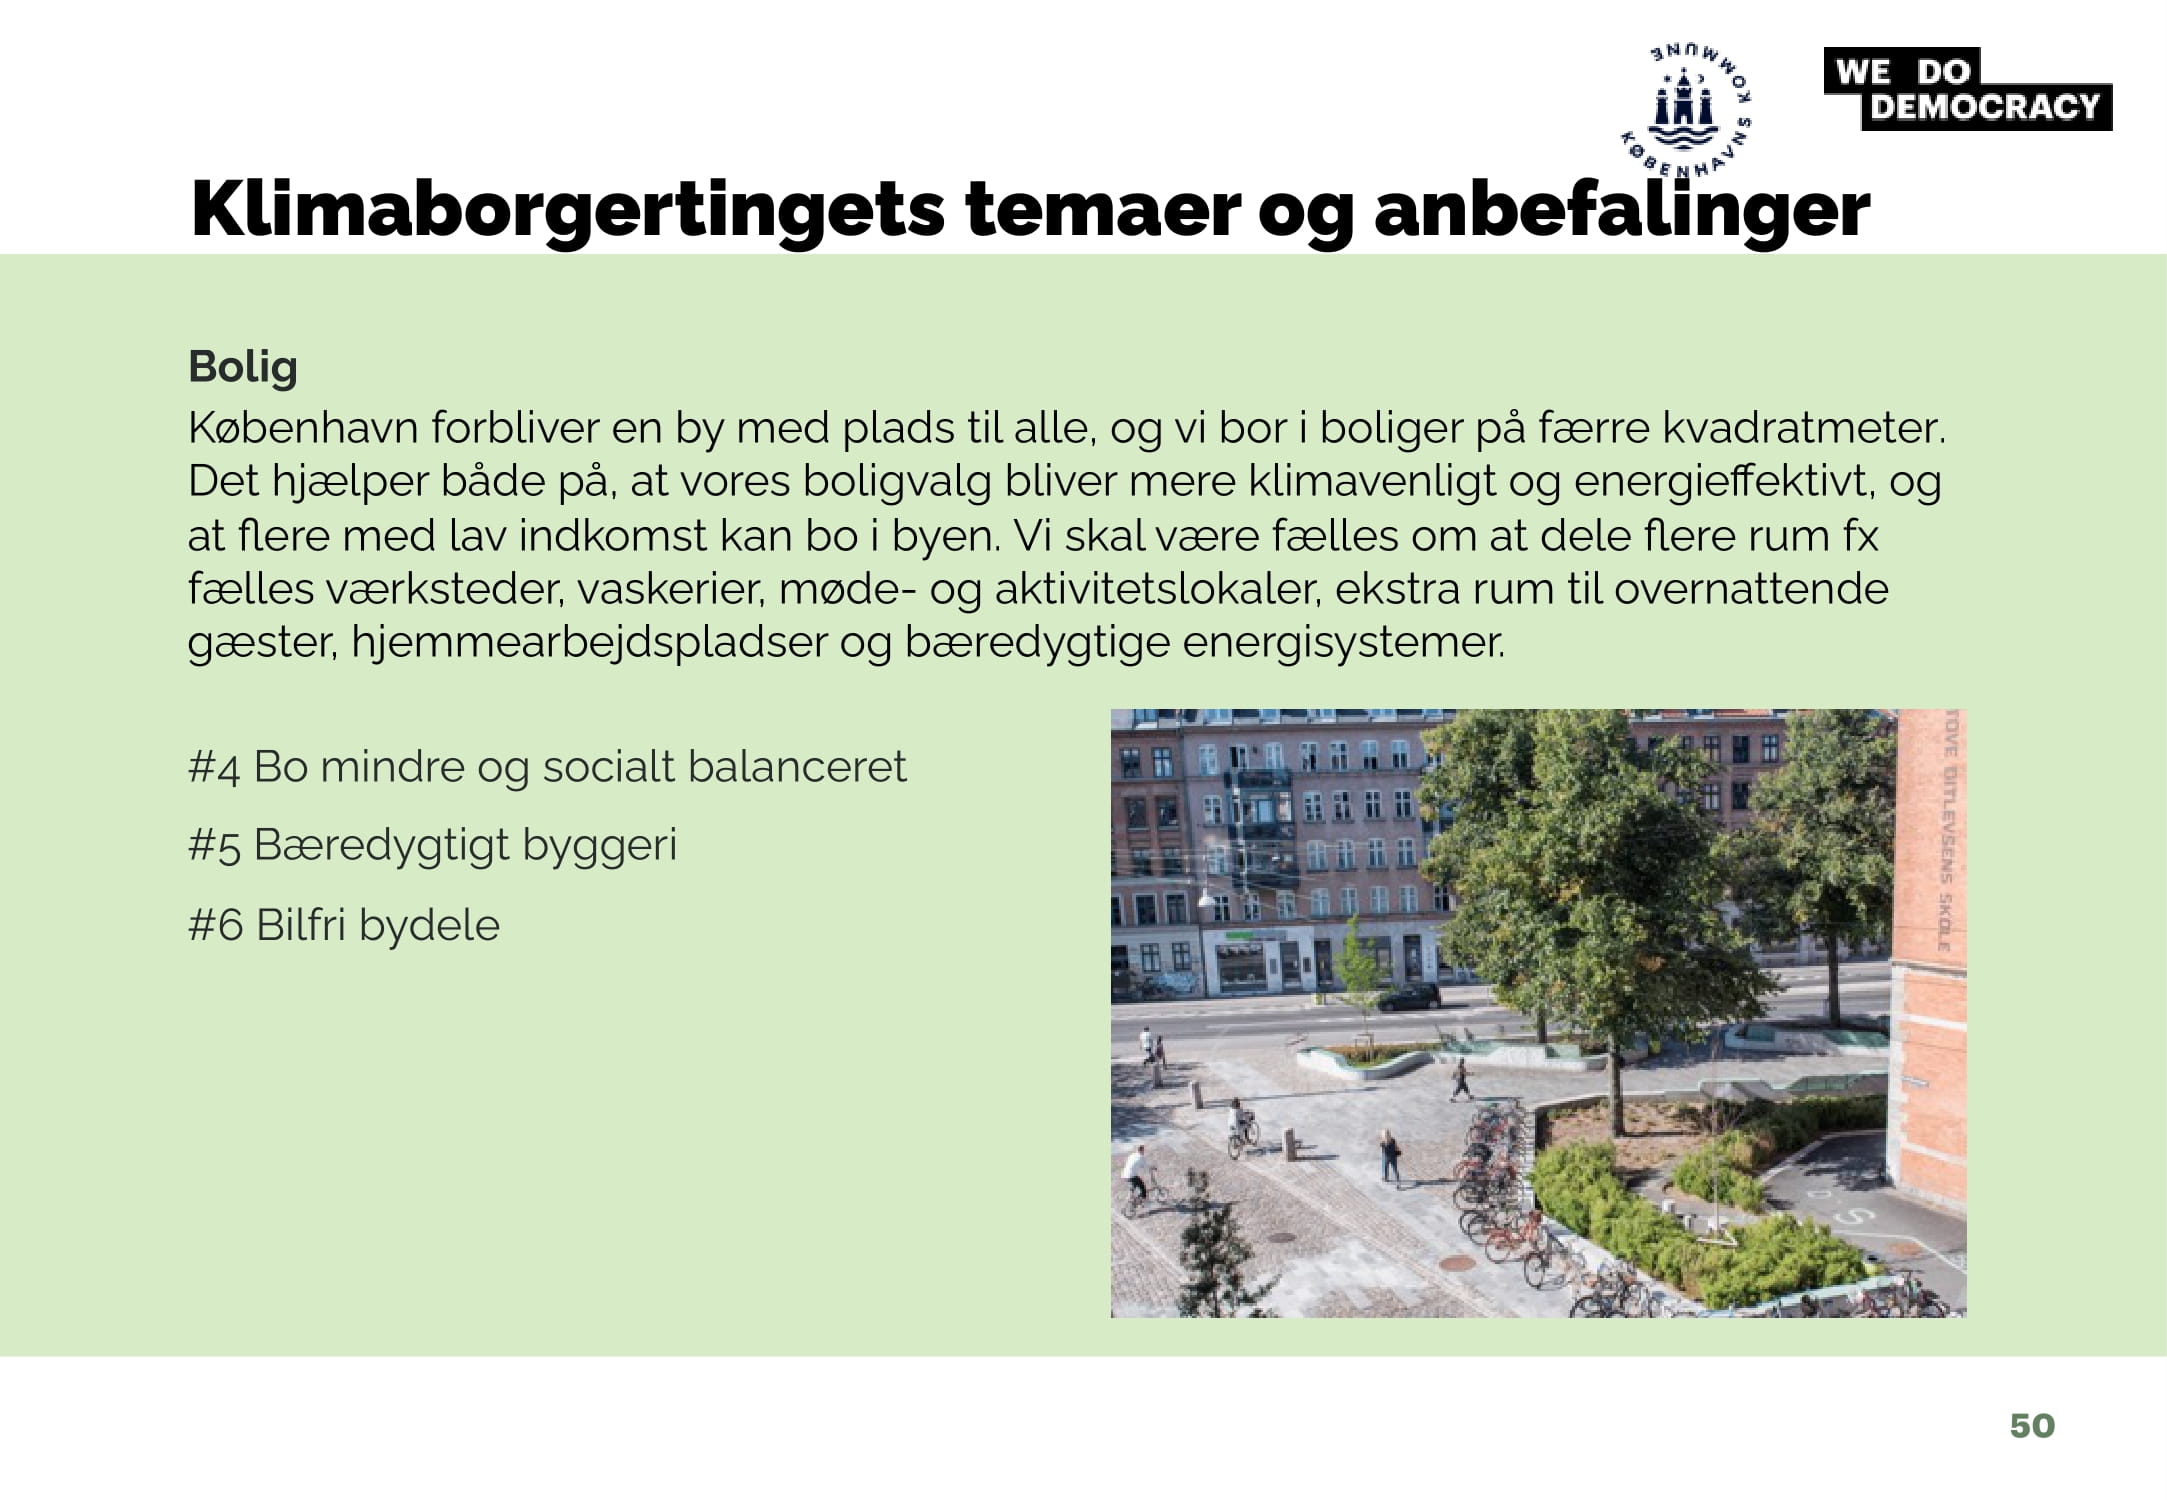 KØBENHAVNS KOMMUNE
WE DO
DEMOCRACY
Klimaborgertingets temaer og anbefalinger
Bolig
København forbliver en by med plads til alle, og vi bor i boliger på færre kvadratmeter.
Det hjælper både på, at vores boligvalg bliver mere klimavenligt og energieffektivt, og
at flere med lav indkomst kan bo i byen. Vi skal være fælles om at dele flere rum fx
fælles værksteder, vaskerier, møde- og aktivitetslokaler, ekstra rum til overnattende
gæster, hjemmearbejdspladser og bæredygtige energisystemer.
#4 Bo mindre og socialt balanceret
#5 Bæredygtigt byggeri
#6 Bilfri bydele
TOVE DITLEVSENS SKOLE
50